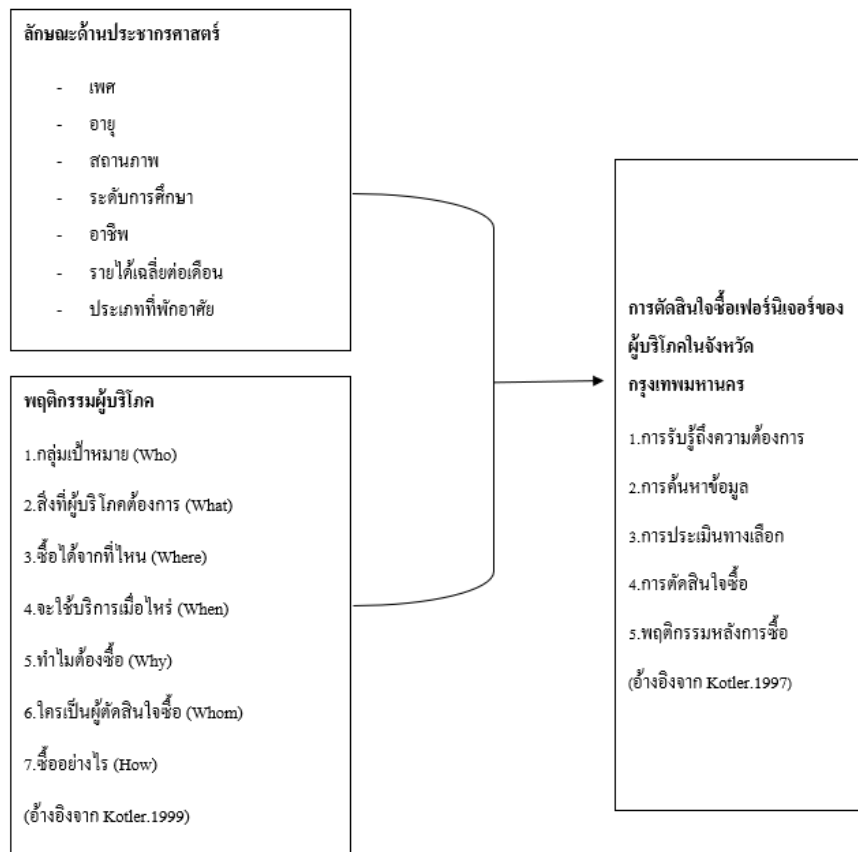 ลักษณะด้านประชากรศาสตร์
- เพศ
- อายุ
- สถานภาพ
- ระดับการศึกษา
- อาชีพ
- รายได้เฉลี่ยต่อเดือน
- ประเภทที่พักอาศัย
พฤติกรรมผู้บริโภค
1.กลุ่มเป้าหมาย (Who)
2.สิ่งที่ผู้บริโภคต้องการ (What)
3.ซื้อได้จากที่ไหน (Where)
4.จะใช้บริการเมื่อไหร่ (When)
5.ทำไมต้องซื้อ (Why)
6.ใครเป็นผู้ตัดสินใจซื้อ (Whom)
7.ซื้ออย่างไร (How)
(อ้างอิงจาก Kotler.1999)
การตัดสินใจซื้อเฟอร์นิเจอร์ของ
ผู้บริโภคในจังหวัด
กรุงเทพมหานคร
1.การรับรู้ถึงความต้องการ
2.การค้นหาข้อมูล
3.การประเมินทางเลือก
4.การตัดสินใจซื้อ
5.พฤติกรรมหลังการซื้อ
(อ้างอิงจาก Kotler.1997)